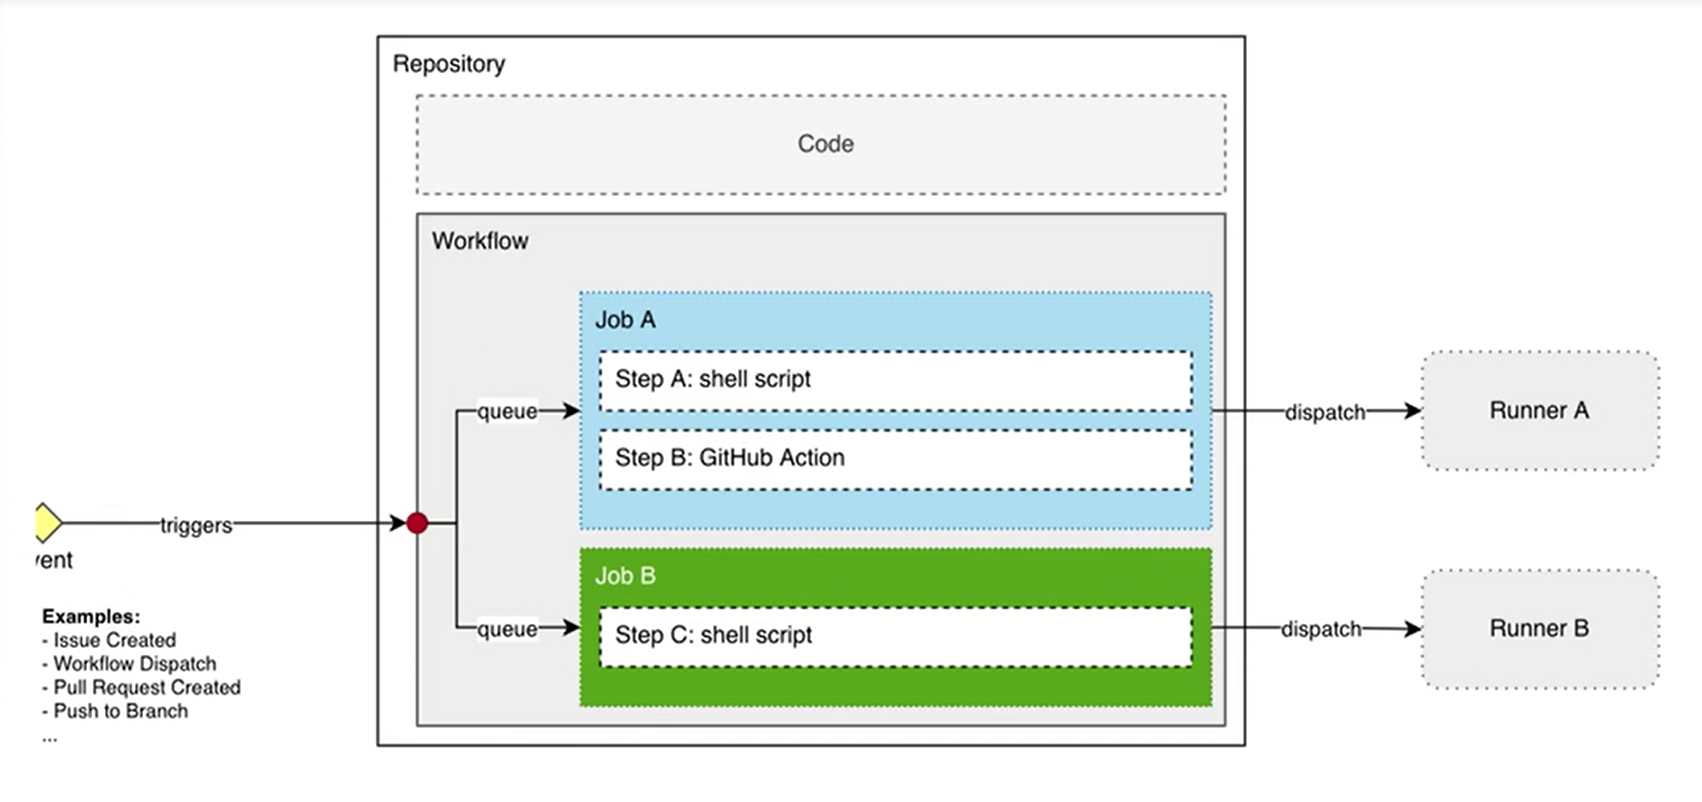 Repository
Code
Workflow
Job A
Step A: shell script
queue
dispatch
Runner A
Step B: GitHub Action
triggers
vent
Job B
queue
Step C: shell script
dispatch
Runner B
Examples:
- Issue Created
- Workflow Dispatch
- Pull Request Created
- Push to Branch
...